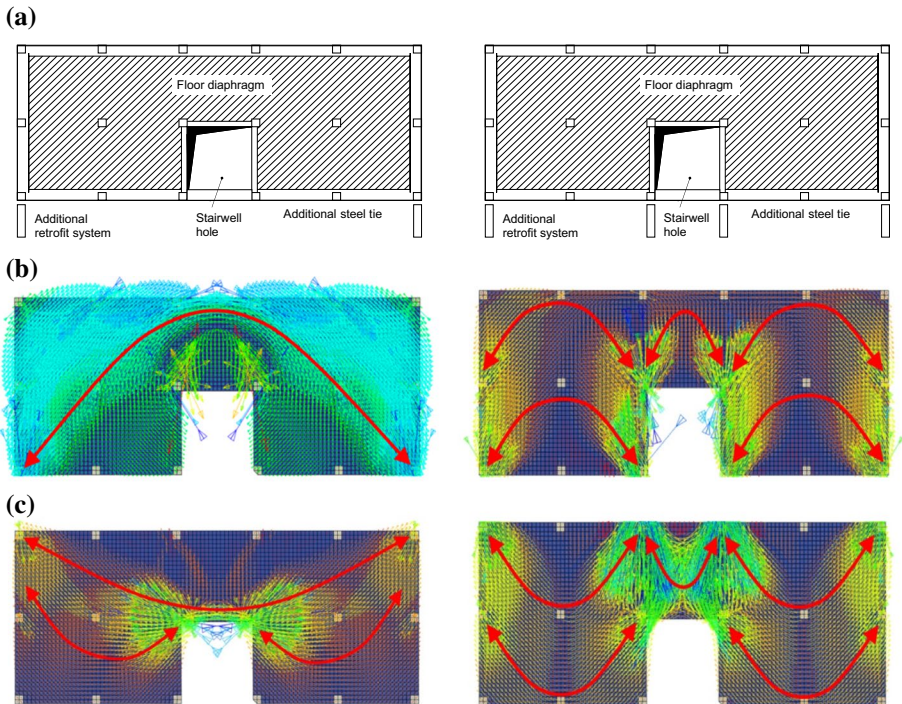 (a)
Floor diaphragm
Additional
retrofit system
Stairwell
hole
Additional steel tie
Floor diaphragm
Additional
retrofit system
Stairwell
hole
Additional steel tie
(b)
(c)